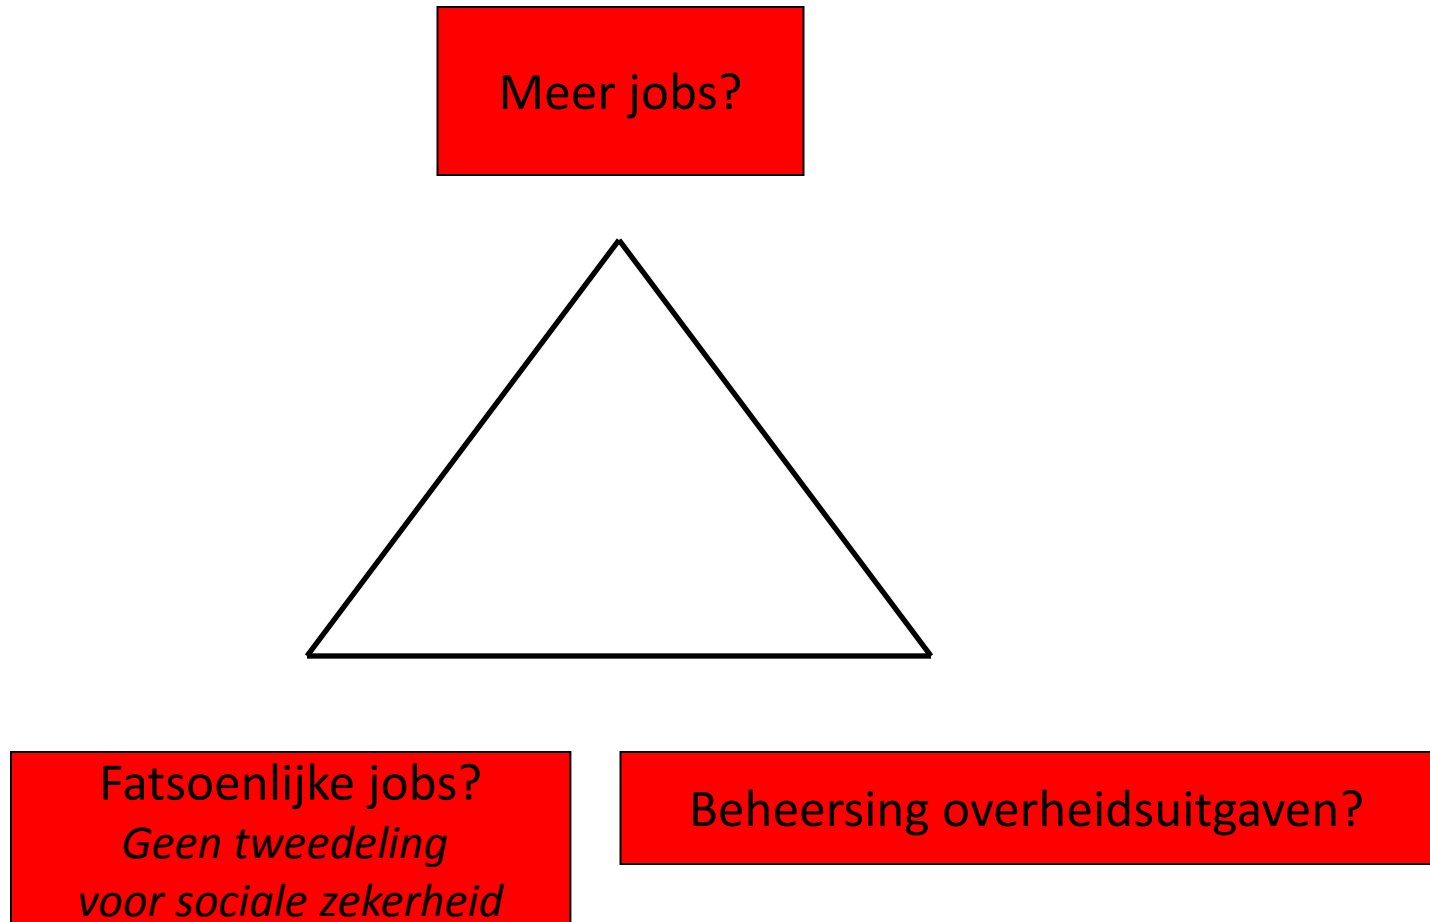 Meer jobs?
Fatsoenlijke jobs?
Geen tweedeling
voor sociale zekerheid
Beheersing overheidsuitgaven?